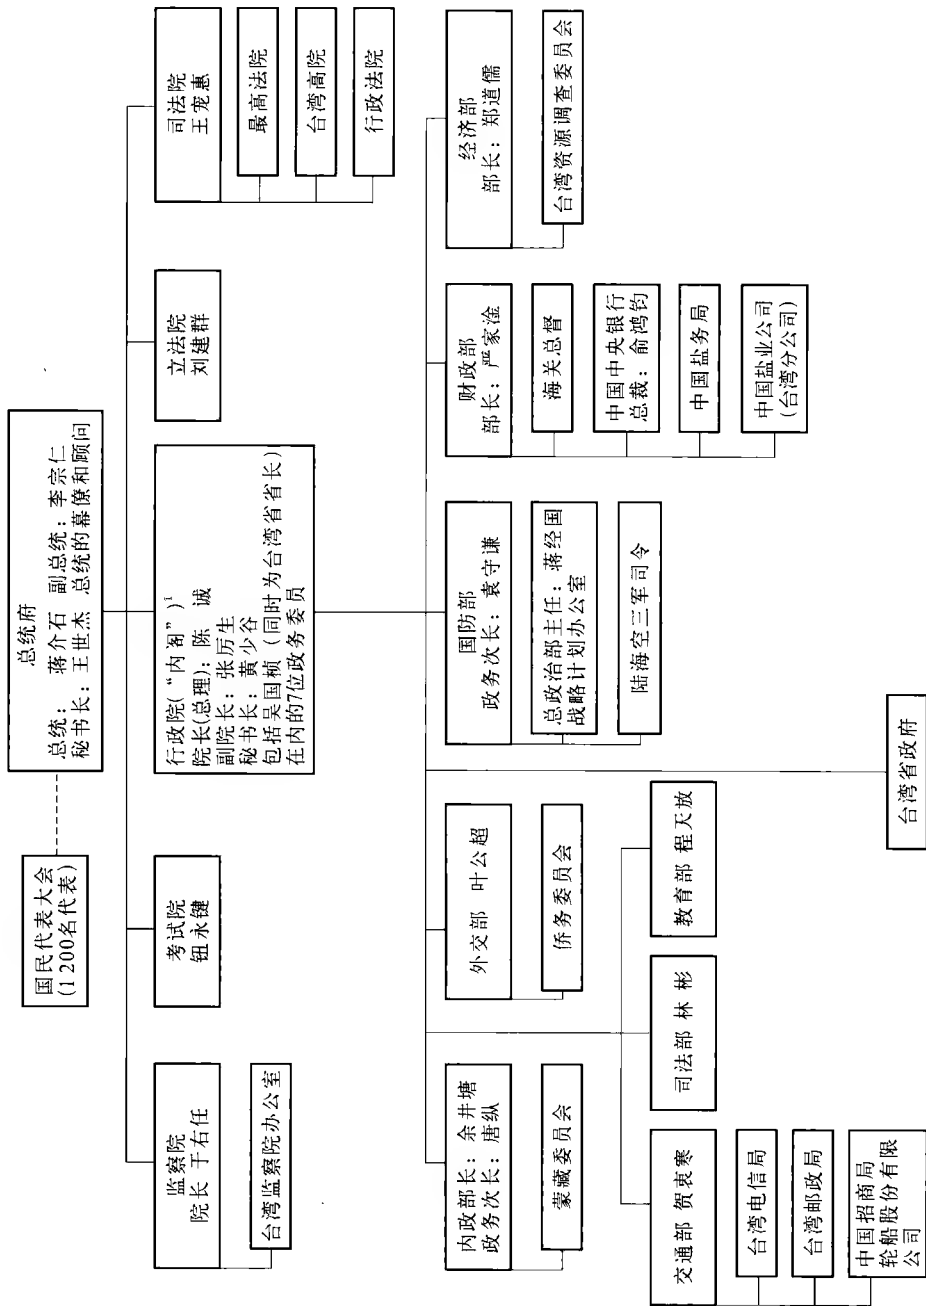 总统府
总统：蒋介石 副总统：李宗仁
秘书长：王世杰 总统的幕僚和顾问
国民代表大会
(1200名代表)
监察院
院长 于右任
台湾监察院办公室
考试院
钮永键
行政院(“内阁”)¹
院长(总理)：陈 诚
副院长：张厉生
秘书长：黄少谷
包括吴国桢（同时为台湾省省长）
在内的7位政务委员
立法院
刘建群
司法院
王宠惠
最高法院
台湾高院
行政法院
内政部长：余井塘
政务次长：唐纵
蒙藏委员会
外交部 叶公超
侨务委员会
国防部
政务次长：袁守谦
总政治部主任：蒋经国
战略计划办公室
陆海空三军司令
财政部
部长：严家淦
海关总督
中国中央银行
总裁：俞鸿钧
中国盐务局
中国盐业公司
(台湾分公司)
经济部
部长：郑道儒
台湾资源调查委员会
交通部 贺衷寒
台湾电信局
台湾邮政局
中国招商局
轮船股份有限
公司
司法部 林 彬
教育部 程天放
台湾省政府